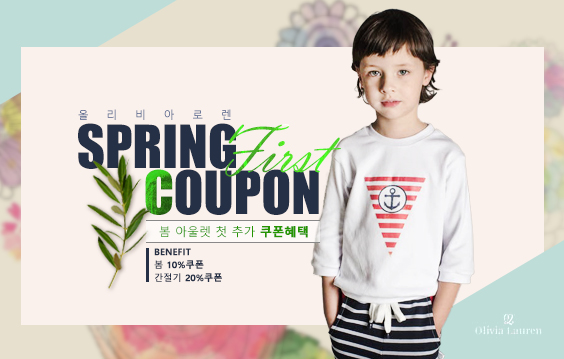 올리비아로렌
SPRING First
COUPON
봄 아울렛 첫 추가 쿠폰혜택
BENEFIT
봄 10%쿠폰
간절기 20%쿠폰
Olivia Lauren